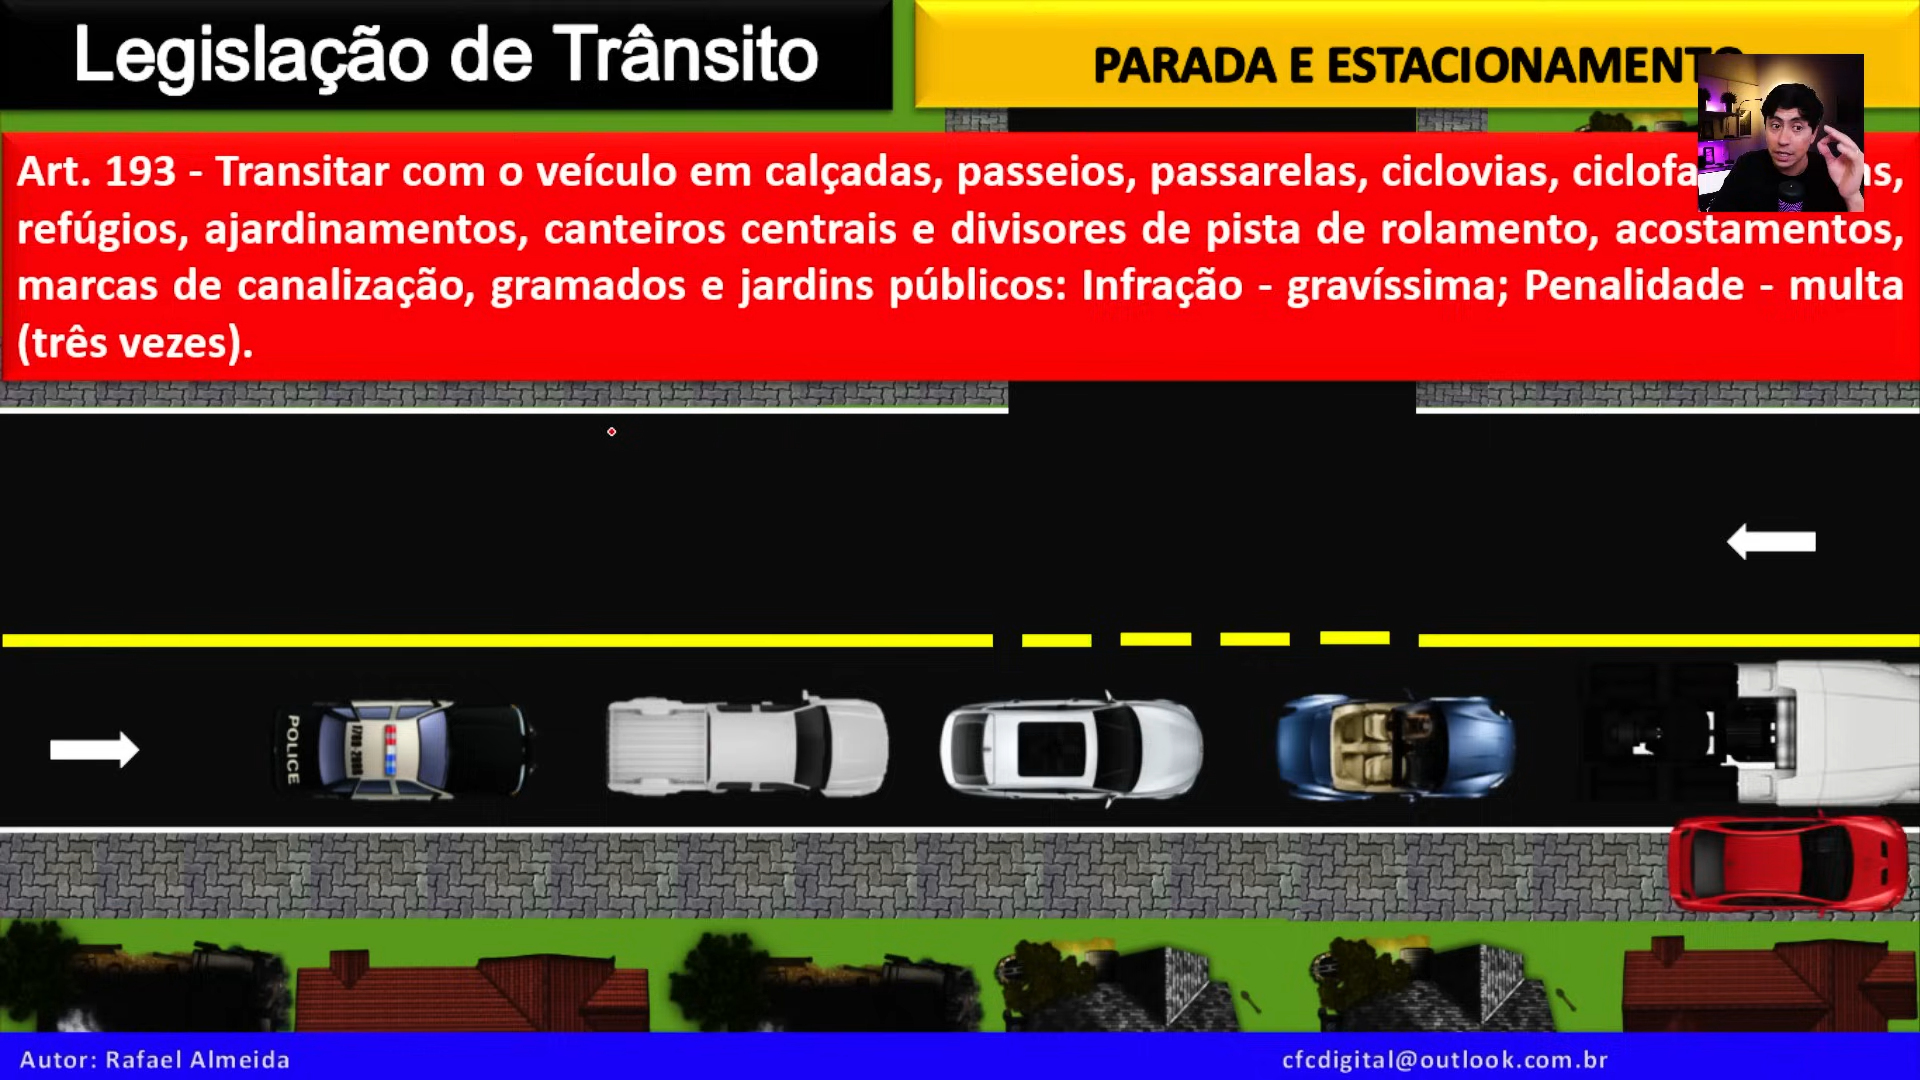 Legislação de Trânsito
PARADA E ESTACIONAMENTO
Art. 193 - Transitar com o veículo em calçadas, passeios, passarelas, ciclovias,
refúgios, ajardinamentos, canteiros centrais e divisores de pista de rolamento, acostamentos,
marcas de canalização, gramados e jardins públicos: Infração - gravíssima; Penalidade - multa
(três vezes).
POLICE
Autor: Rafael Almeida
cfcdigital@outlook.com.br